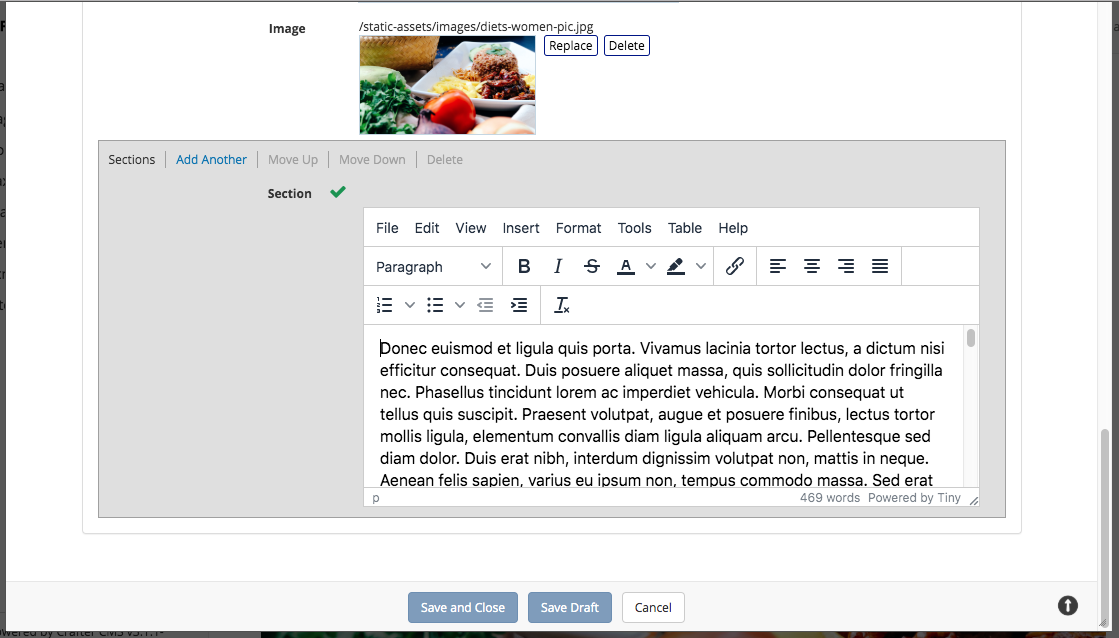 Image
/static-assets/images/diets-women-pic.jpg
Replace Delete
Sections Add Another Move Up Move Down Delete
Section
File Edit View Insert Format Tools Table Help
Paragraph B I S A
Donec euismod et ligula quis porta. Vivamus lacinia tortor lectus, a dictum nisi
efficitur consequat. Duis posuere aliquet massa, quis sollicitudin dolor fringilla
nec. Phasellus tincidunt lorem ac imperdiet vehicula. Morbi consequat ut
tellus quis suscipit. Praesent volutpat, augue et posuere finibus, lectus tortor
mollis ligula, elementum convallis diam ligula aliquam arcu. Pellentesque sed
diam dolor. Duis erat nibh, interdum dignissim volutpat non, mattis in neque.
Aenean felis sapien, varius eu ipsum non, tempus commodo massa. Sed erat
p 469 words Powered by Tiny
Save and Close Save Draft Cancel
by Crafter CMS